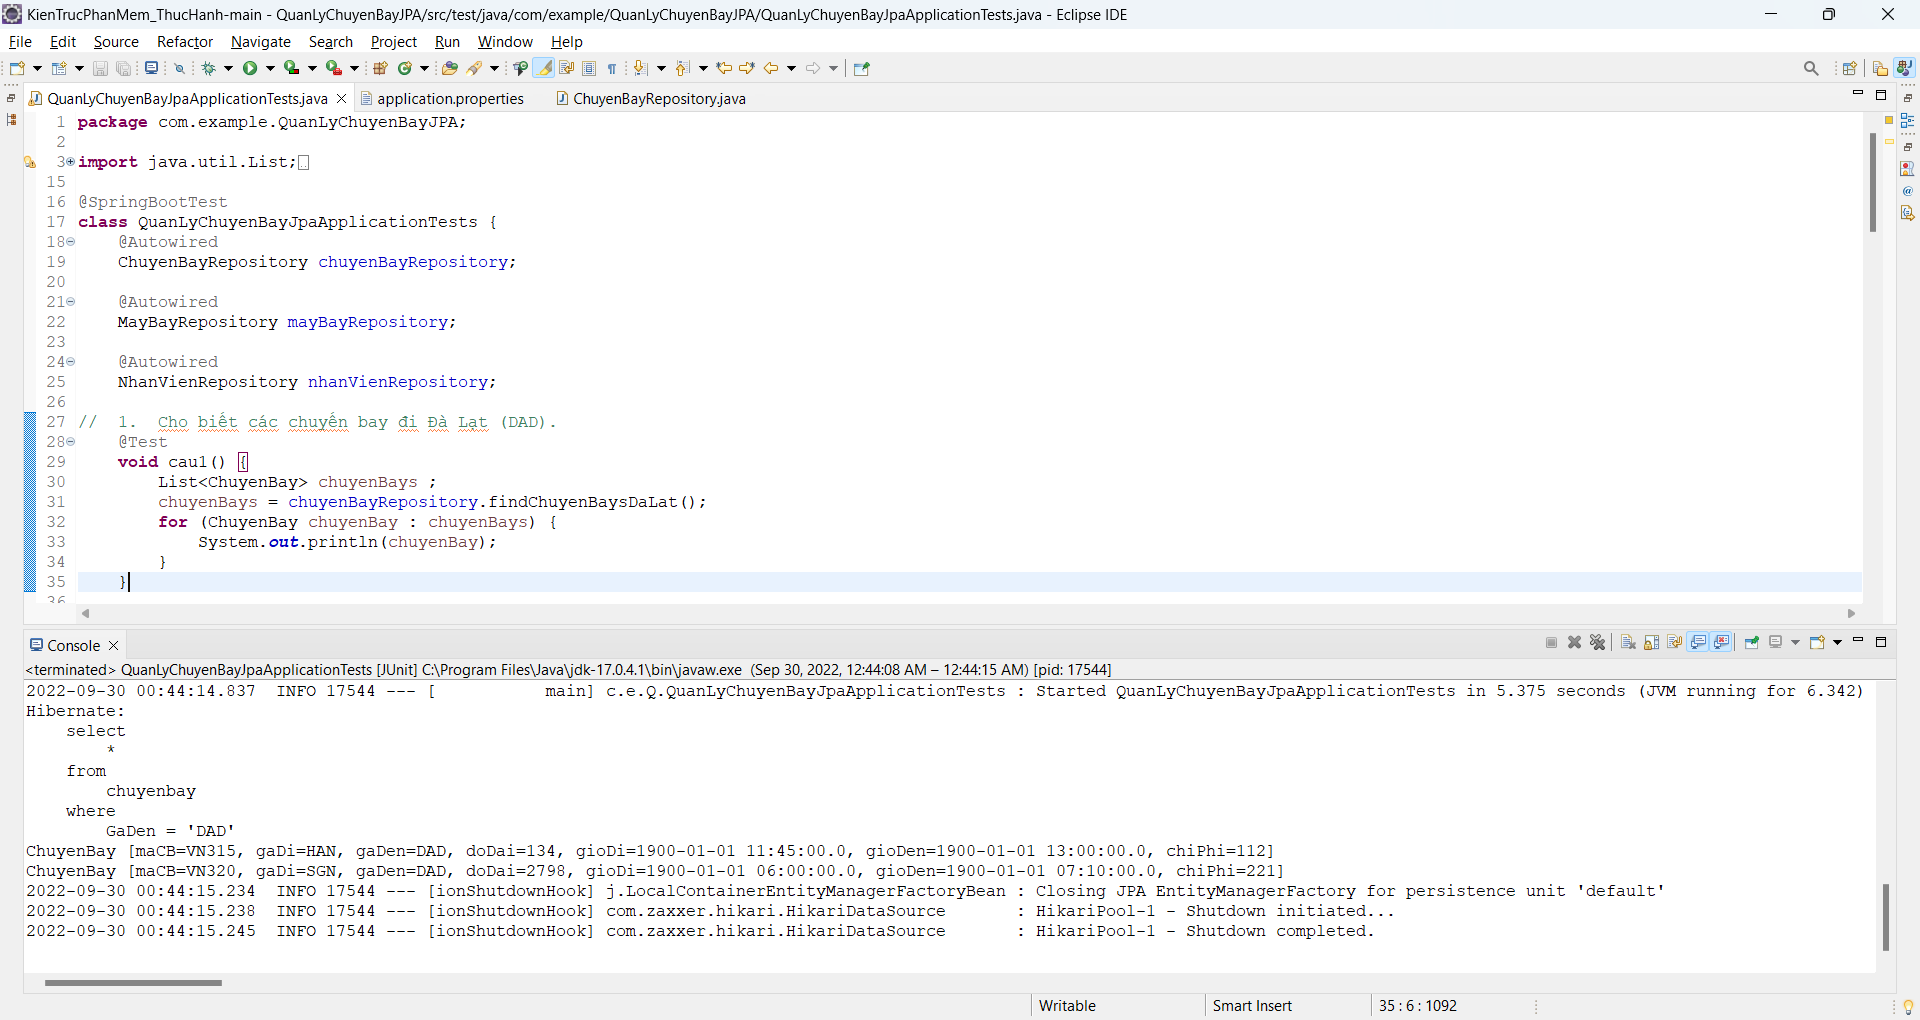 KienTrucPhanMem_ThucHanh-main - QuanLyChuyenBayJPA/src/test/java/com/example/QuanLyChuyenBayJPA/QuanLyChuyenBayJpaApplicationTests.java - Eclipse IDE
File Edit Source Refactor Navigate Search Project Run Window Help
QuanLyChuyenBayJpaApplicationTests.java application.properties ChuyenBayRepository.java
1 package com.example.QuanLyChuyenBayJPA;
2
3 import java.util.List;
15
16 @SpringBootTest
17 class QuanLyChuyenBayJpaApplicationTests {
18 @Autowired
19 ChuyenBayRepository chuyenBayRepository;
20
21 @Autowired
22 MayBayRepository mayBayRepository;
23
24 @Autowired
25 NhanVienRepository nhanVienRepository;
26
27 // 1. Cho biết các chuyến bay đi Đà Lạt (DAD).
28 @Test
29 void cau1() {
30 List<ChuyenBay> chuyenBays ;
31 chuyenBays = chuyenBayRepository.findChuyenBaysDaLat();
32 for (ChuyenBay chuyenBay : chuyenBays) {
33 System.out.println(chuyenBay);
34 }
35 }
36
Console
<terminated> QuanLyChuyenBayJpaApplicationTests [JUnit] C:\Program Files\Java\jdk-17.0.4.1\bin\javaw.exe (Sep 30, 2022, 12:44:08 AM – 12:44:15 AM) [pid: 17544]
2022-09-30 00:44:14.837 INFO 17544 --- [ main] c.e.Q.QuanLyChuyenBayJpaApplicationTests : Started QuanLyChuyenBayJpaApplicationTests in 5.375 seconds (JVM running for 6.342)
Hibernate:
select
*
from
chuyenbay
where
GaDen = 'DAD'
ChuyenBay [maCB=VN315, gaDi=HAN, gaDen=DAD, doDai=134, gioDi=1900-01-01 11:45:00.0, gioDen=1900-01-01 13:00:00.0, chiPhi=112]
ChuyenBay [maCB=VN320, gaDi=SGN, gaDen=DAD, doDai=2798, gioDi=1900-01-01 06:00:00.0, gioDen=1900-01-01 07:10:00.0, chiPhi=221]
2022-09-30 00:44:15.234 INFO 17544 --- [ionShutdownHook] j.LocalContainerEntityManagerFactoryBean : Closing JPA EntityManagerFactory for persistence unit 'default'
2022-09-30 00:44:15.238 INFO 17544 --- [ionShutdownHook] com.zaxxer.hikari.HikariDataSource : HikariPool-1 - Shutdown initiated...
2022-09-30 00:44:15.245 INFO 17544 --- [ionShutdownHook] com.zaxxer.hikari.HikariDataSource : HikariPool-1 - Shutdown completed.
Writable Smart Insert 35 : 6 : 1092